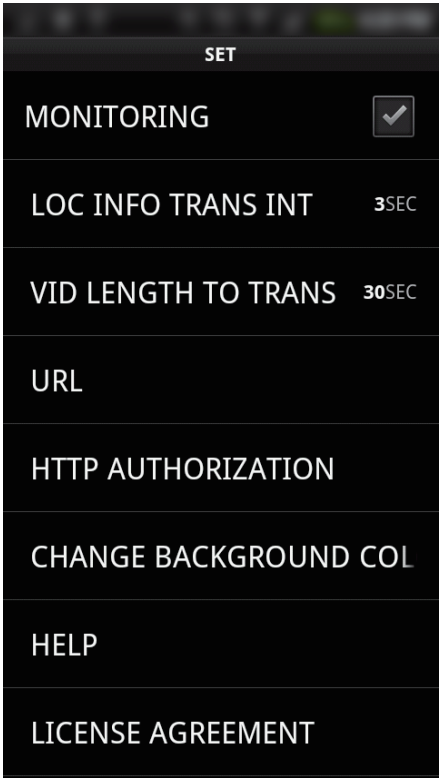 SET
MONITORING
LOC INFO TRANS INT 3SEC
VID LENGTH TO TRANS 30SEC
URL
HTTP AUTHORIZATION
CHANGE BACKGROUND COL
HELP
LICENSE AGREEMENT